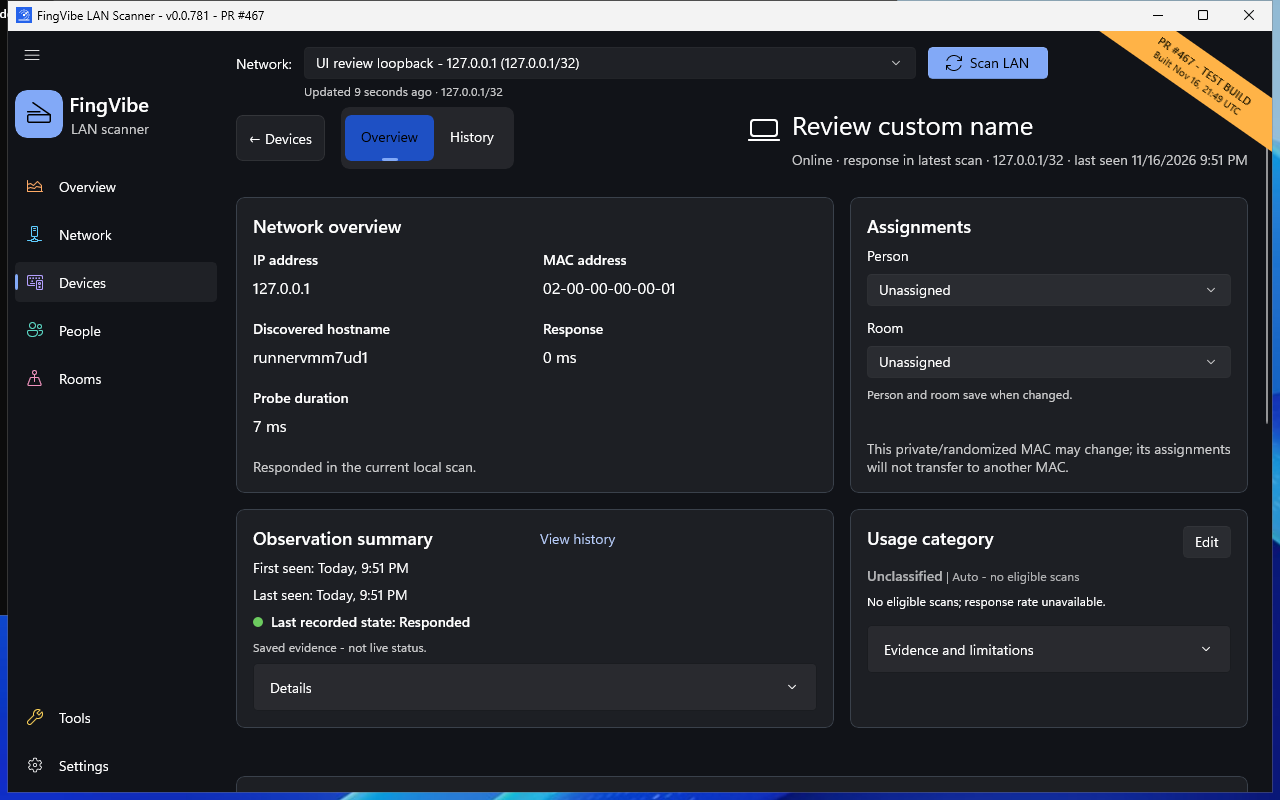 FingVibe LAN Scanner - v0.0.781 - PR #467
Network:
UI review loopback - 127.0.0.1 (127.0.0.1/32)
Scan LAN
Updated 9 seconds ago · 127.0.0.1/32
PR #467 - TEST BUILD
Built Nov 16, 21:49 UTC
FingVibe
LAN scanner
Overview
Network
Devices
People
Rooms
Tools
Settings
← Devices
Overview
History
Review custom name
Online · response in latest scan · 127.0.0.1/32 · last seen 11/16/2026 9:51 PM
Network overview
IP address
127.0.0.1
MAC address
02-00-00-00-00-01
Discovered hostname
runnervmm7ud1
Response
0 ms
Probe duration
7 ms
Responded in the current local scan.
Assignments
Person
Unassigned
Room
Unassigned
Person and room save when changed.
This private/randomized MAC may change; its assignments
will not transfer to another MAC.
Observation summary
View history
First seen: Today, 9:51 PM
Last seen: Today, 9:51 PM
Last recorded state: Responded
Saved evidence - not live status.
Details
Usage category
Edit
Unclassified | Auto - no eligible scans
No eligible scans; response rate unavailable.
Evidence and limitations